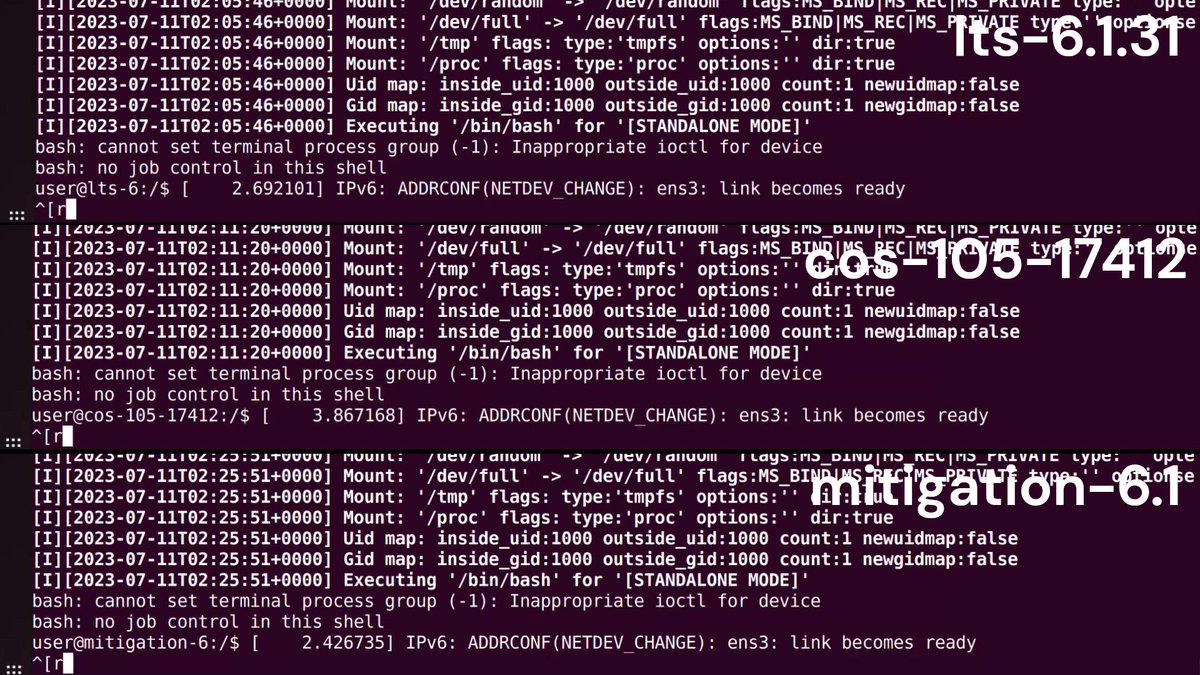 [I][2023-07-11T02:05:46+0000] Mount: '/dev/random' -> '/dev/random' flags:MS_BIND|MS_REC|MS_PRIVATE type:'' opte
[I][2023-07-11T02:05:46+0000] Mount: '/dev/full' -> '/dev/full' flags:MS_BIND|MS_REC|MS_PRIVATE type:'' options
lts-6.1.31
[I][2023-07-11T02:05:46+0000] Mount: '/tmp' flags: type:'tmpfs' options:'' dir:true
[I][2023-07-11T02:05:46+0000] Mount: '/proc' flags: type:'proc' options:'' dir:true
[I][2023-07-11T02:05:46+0000] Uid map: inside_uid:1000 outside_uid:1000 count:1 newuidmap:false
[I][2023-07-11T02:05:46+0000] Gid map: inside_gid:1000 outside_gid:1000 count:1 newgidmap:false
[I][2023-07-11T02:05:46+0000] Executing '/bin/bash' for '[STANDALONE MODE]'
bash: cannot set terminal process group (-1): Inappropriate ioctl for device
bash: no job control in this shell
user@lts-6:/$ [    2.692101] IPv6: ADDRCONF(NETDEV_CHANGE): ens3: link becomes ready
^[r
[I][2023-07-11T02:11:20+0000] Mount: '/dev/random' -> '/dev/random' flags:MS_BIND|MS_REC|MS_PRIVATE type:'' opte
[I][2023-07-11T02:11:20+0000] Mount: '/dev/full' -> '/dev/full' flags:MS_BIND|MS_REC|MS_PRIVATE type:'' options
cos-105-17412
[I][2023-07-11T02:11:20+0000] Mount: '/tmp' flags: type:'tmpfs' options:'' dir:true
[I][2023-07-11T02:11:20+0000] Mount: '/proc' flags: type:'proc' options:'' dir:true
[I][2023-07-11T02:11:20+0000] Uid map: inside_uid:1000 outside_uid:1000 count:1 newuidmap:false
[I][2023-07-11T02:11:20+0000] Gid map: inside_gid:1000 outside_gid:1000 count:1 newgidmap:false
[I][2023-07-11T02:11:20+0000] Executing '/bin/bash' for '[STANDALONE MODE]'
bash: cannot set terminal process group (-1): Inappropriate ioctl for device
bash: no job control in this shell
user@cos-105-17412:/$ [    3.867168] IPv6: ADDRCONF(NETDEV_CHANGE): ens3: link becomes ready
^[r
[I][2023-07-11T02:25:51+0000] Mount: '/dev/random' -> '/dev/random' flags:MS_BIND|MS_REC|MS_PRIVATE type:'' opte
[I][2023-07-11T02:25:51+0000] Mount: '/dev/full' -> '/dev/full' flags:MS_BIND|MS_REC|MS_PRIVATE type:'' options
mitigation-6.1
[I][2023-07-11T02:25:51+0000] Mount: '/tmp' flags: type:'tmpfs' options:'' dir:true
[I][2023-07-11T02:25:51+0000] Mount: '/proc' flags: type:'proc' options:'' dir:true
[I][2023-07-11T02:25:51+0000] Uid map: inside_uid:1000 outside_uid:1000 count:1 newuidmap:false
[I][2023-07-11T02:25:51+0000] Gid map: inside_gid:1000 outside_gid:1000 count:1 newgidmap:false
[I][2023-07-11T02:25:51+0000] Executing '/bin/bash' for '[STANDALONE MODE]'
bash: cannot set terminal process group (-1): Inappropriate ioctl for device
bash: no job control in this shell
user@mitigation-6:/$ [    2.426735] IPv6: ADDRCONF(NETDEV_CHANGE): ens3: link becomes ready
^[r